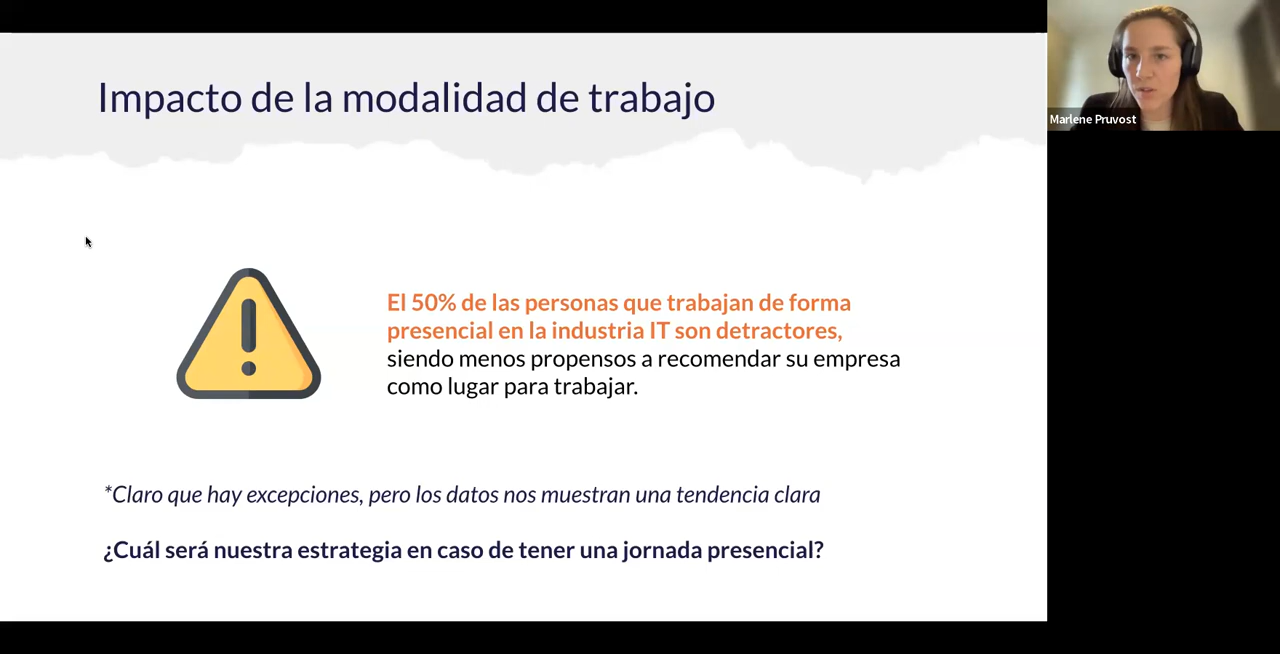 Impacto de la modalidad de trabajo
Marlene Pruvost
El 50% de las personas que trabajan de forma
presencial en la industria IT son detractores,
siendo menos propensos a recomendar su empresa
como lugar para trabajar.
*Claro que hay excepciones, pero los datos nos muestran una tendencia clara
¿Cuál será nuestra estrategia en caso de tener una jornada presencial?